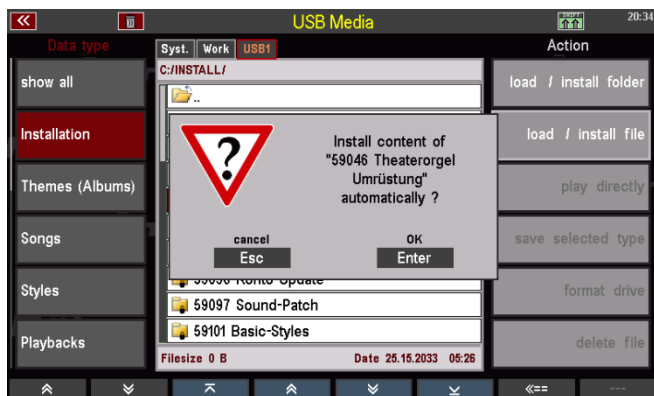 USB Media
SHIFT
20:34
Data type
Syst. Work USB1
Action
C:/INSTALL/
show all
..
load / install folder
Installation
Install content of
"59046 Theaterorgel
Umrüstung"
automatically ?
load / install file
Themes (Albums)
play directly
Songs
cancel
OK
save selected type
Esc
Enter
Styles
59097 Sound-Patch
format drive
Playbacks
59101 Basic-Styles
delete file
Filesize 0 B
Date 25.15.2033 05:26
«==
---